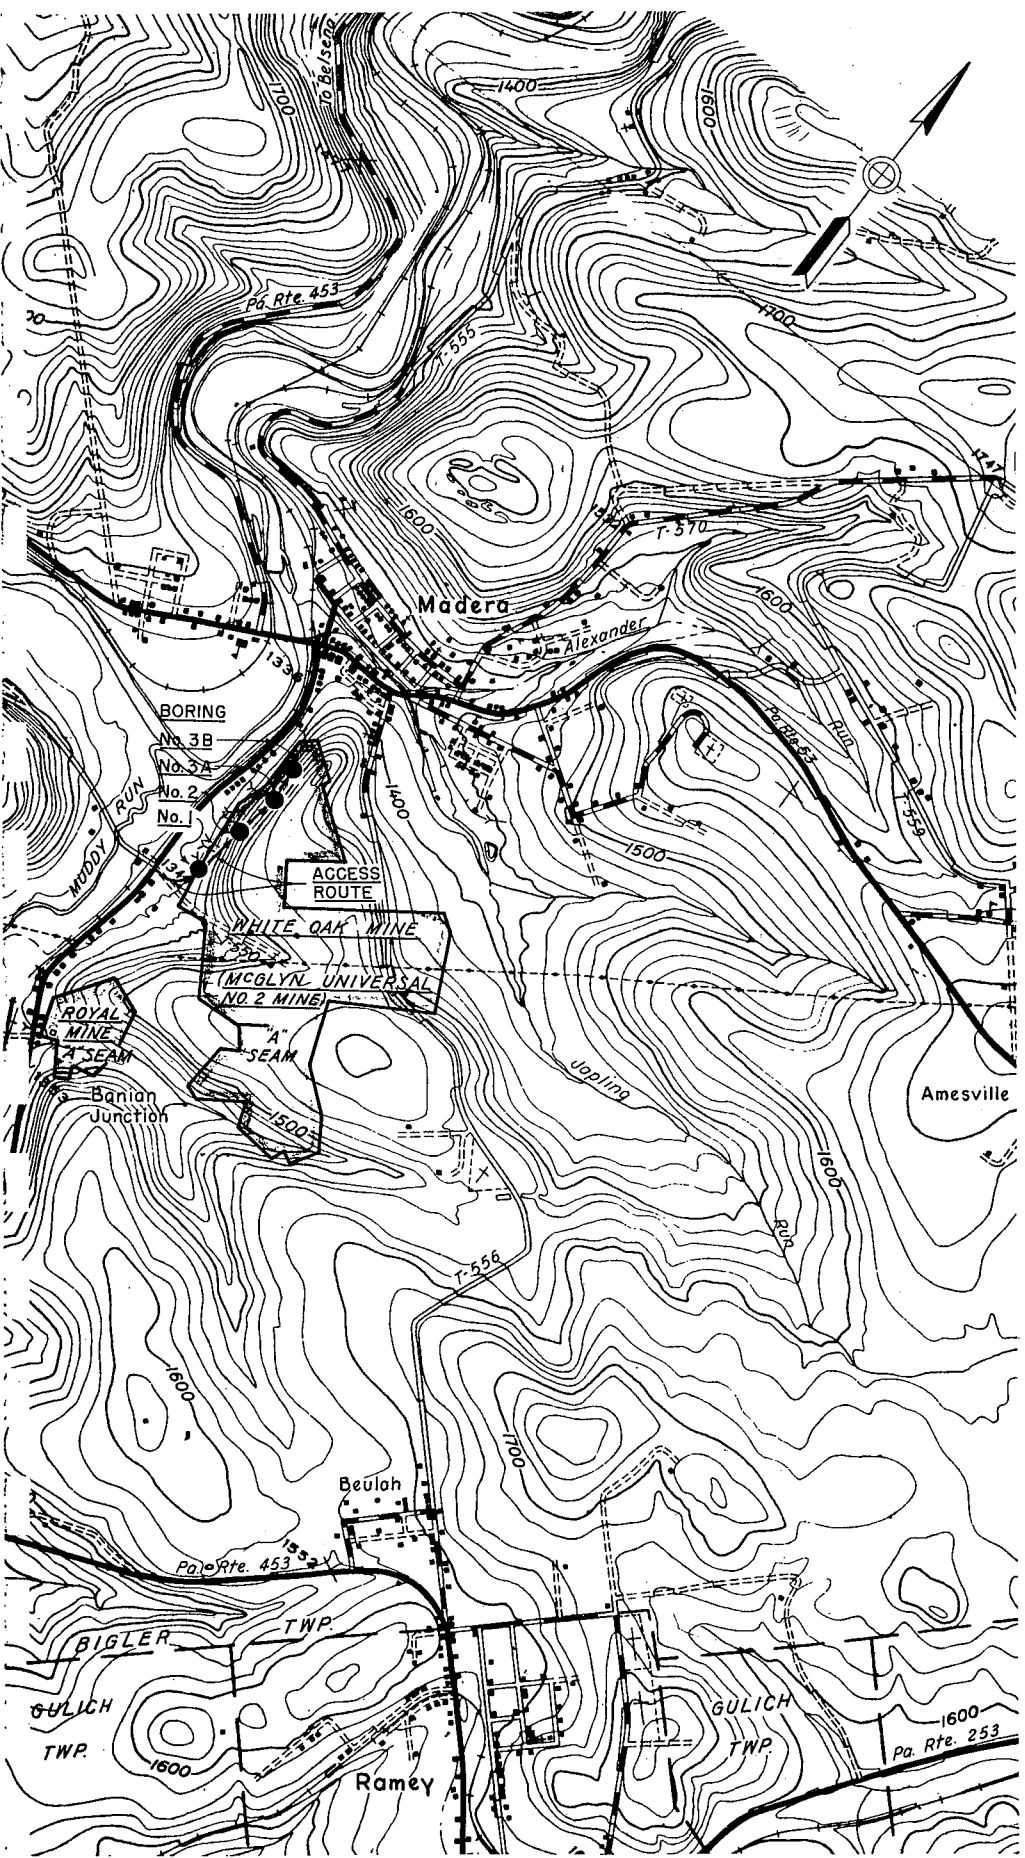 To Belsena
1700
1400
1600
Pa. Rte. 453
1700
T-555
1747
1600
T-570
Madera
1600
Alexander
BORING
No. 3B
No. 3A
No. 2
No. 1
MUDDY RUN
Pa. Rte. 53
Run
1400
T-559
1500
ACCESS
ROUTE
WHITE OAK MINE
(McGLYN UNIVERSAL
NO. 2 MINE)
ROYAL
MINE
"A" SEAM
"A"
SEAM
Banian
Junction
1500
Jopling
Amesville
1600
Run
T-556
1600
1700
Beulah
1552
Pa. Rte. 453
BIGLER TWP.
GULICH
TWP.
GULICH
TWP.
1600
1600
Pa. Rte. 253
Ramey